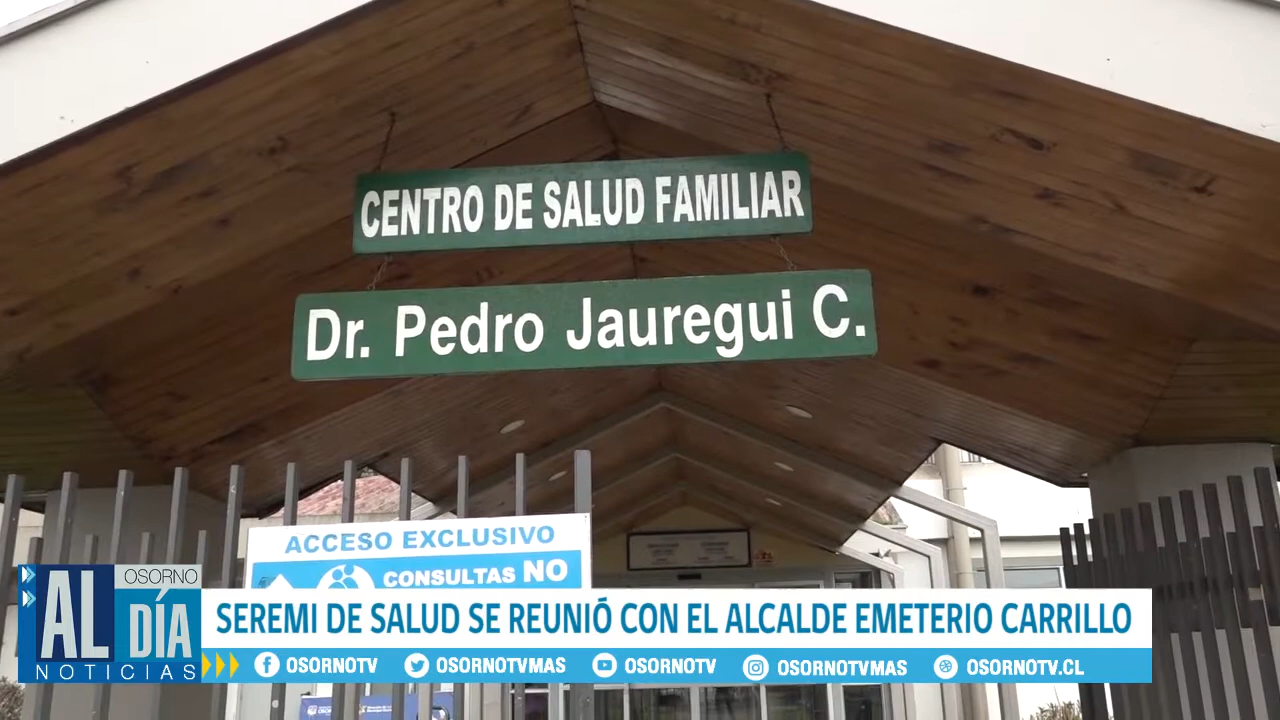 CENTRO DE SALUD FAMILIAR
Dr. Pedro Jauregui C.
ACCESO EXCLUSIVO
CONSULTAS NO
AL DÍA
OSORNO
NOTICIAS
SEREMI DE SALUD SE REUNIÓ CON EL ALCALDE EMETERIO CARRILLO
OSORNOTV
OSORNOTVMAS
OSORNOTV
OSORNOTVMAS
OSORNOTV.CL